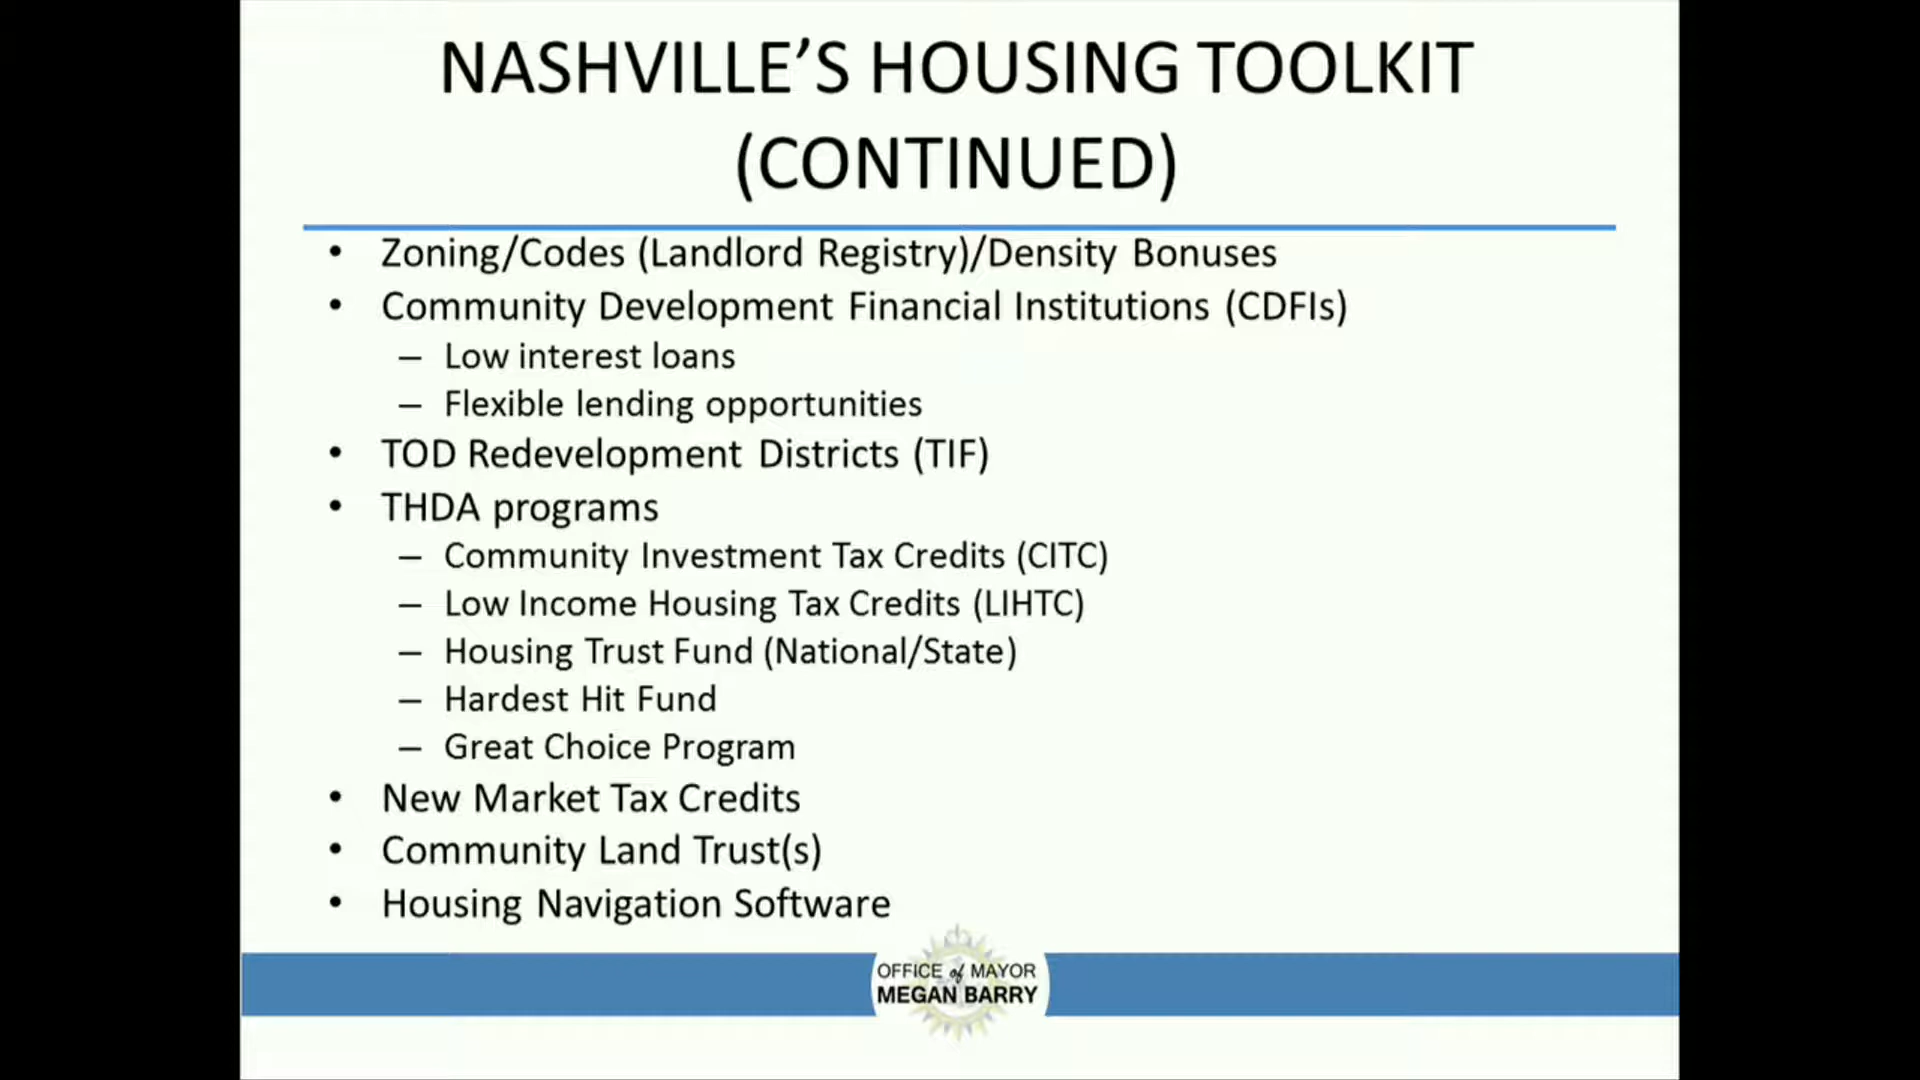 NASHVILLE’S HOUSING TOOLKIT
(CONTINUED)
• Zoning/Codes (Landlord Registry)/Density Bonuses
• Community Development Financial Institutions (CDFIs)
– Low interest loans
– Flexible lending opportunities
• TOD Redevelopment Districts (TIF)
• THDA programs
– Community Investment Tax Credits (CITC)
– Low Income Housing Tax Credits (LIHTC)
– Housing Trust Fund (National/State)
– Hardest Hit Fund
– Great Choice Program
• New Market Tax Credits
• Community Land Trust(s)
• Housing Navigation Software
OFFICE of MAYOR
MEGAN BARRY